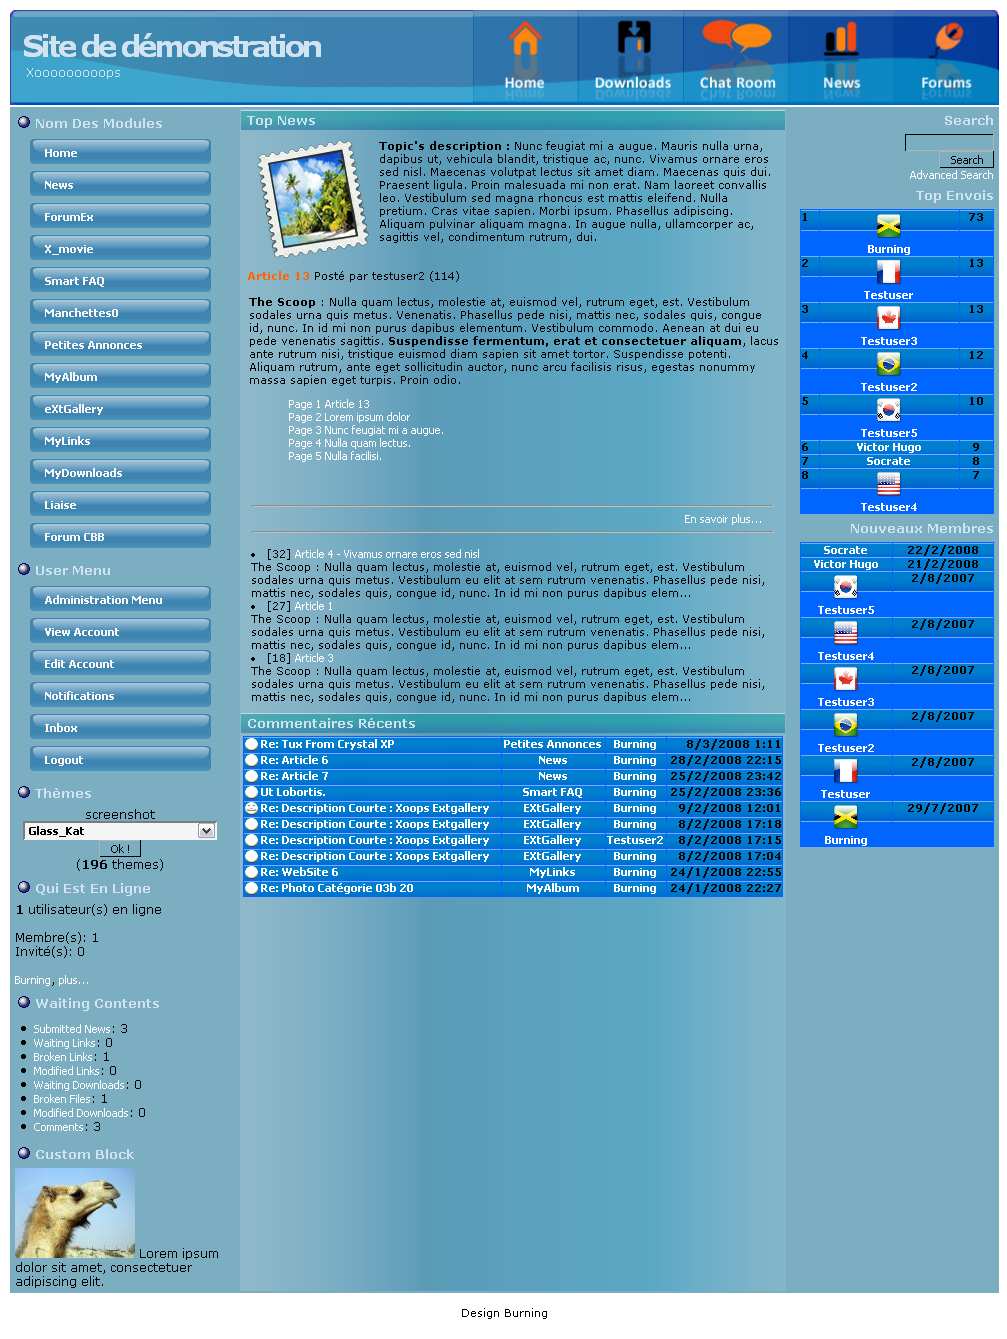 Site de démonstration
Xoooooooooops
Home
Downloads
Chat Room
News
Forums
Nom Des Modules
Home
News
ForumEx
X_movie
Smart FAQ
Manchettes0
Petites Annonces
MyAlbum
eXtGallery
MyLinks
MyDownloads
Liaise
Forum CBB
User Menu
Administration Menu
View Account
Edit Account
Notifications
Inbox
Logout
Thèmes
screenshot
Glass_Kat
Ok !
(196 themes)
Qui Est En Ligne
1 utilisateur(s) en ligne
Membre(s): 1
Invité(s): 0
Burning, plus...
Waiting Contents
Submitted News: 3
Waiting Links: 0
Broken Links: 1
Modified Links: 0
Waiting Downloads: 0
Broken Files: 1
Modified Downloads: 0
Comments: 3
Custom Block
Lorem ipsum
dolor sit amet, consectetuer
adipiscing elit.
Top News
Topic's description : Nunc feugiat mi a augue. Mauris nulla urna,
dapibus ut, vehicula blandit, tristique ac, nunc. Vivamus ornare eros
sed nisl. Maecenas volutpat lectus sit amet diam. Maecenas quis dui.
Praesent ligula. Proin malesuada mi non erat. Nam laoreet convallis
leo. Vestibulum sed magna rhoncus est mattis eleifend. Nulla
pretium. Cras vitae sapien. Morbi ipsum. Phasellus adipiscing.
Aliquam pulvinar aliquam magna. In augue nulla, ullamcorper ac,
sagittis vel, condimentum rutrum, dui.
Article 13 Posté par testuser2 (114)
The Scoop : Nulla quam lectus, molestie at, euismod vel, rutrum eget, est. Vestibulum
sodales urna quis metus. Venenatis. Phasellus pede nisi, mattis nec, sodales quis, congue
id, nunc. In id mi non purus dapibus elementum. Vestibulum commodo. Aenean at dui eu
pede venenatis sagittis. Suspendisse fermentum, erat et consectetuer aliquam, lacus
ante rutrum nisi, tristique euismod diam sapien sit amet tortor. Suspendisse potenti.
Aliquam rutrum, ante eget sollicitudin auctor, nunc arcu facilisis risus, egestas nonummy
massa sapien eget turpis. Proin odio.
Page 1 Article 13
Page 2 Lorem ipsum dolor
Page 3 Nunc feugiat mi a augue.
Page 4 Nulla quam lectus.
Page 5 Nulla facilisi.
En savoir plus...
[32] Article 4 - Vivamus ornare eros sed nisl
The Scoop : Nulla quam lectus, molestie at, euismod vel, rutrum eget, est. Vestibulum
sodales urna quis metus. Vestibulum eu elit at sem rutrum venenatis. Phasellus pede nisi,
mattis nec, sodales quis, congue id, nunc. In id mi non purus dapibus elem...
[27] Article 1
The Scoop : Nulla quam lectus, molestie at, euismod vel, rutrum eget, est. Vestibulum
sodales urna quis metus. Vestibulum eu elit at sem rutrum venenatis. Phasellus pede nisi,
mattis nec, sodales quis, congue id, nunc. In id mi non purus dapibus elem...
[18] Article 3
The Scoop : Nulla quam lectus, molestie at, euismod vel, rutrum eget, est. Vestibulum
sodales urna quis metus. Vestibulum eu elit at sem rutrum venenatis. Phasellus pede nisi,
mattis nec, sodales quis, congue id, nunc. In id mi non purus dapibus elem...
Commentaires Récents
Re: Tux From Crystal XP Petites Annonces Burning 8/3/2008 1:11
Re: Article 6 News Burning 28/2/2008 22:15
Re: Article 7 News Burning 25/2/2008 23:42
Ut Lobortis. Smart FAQ Burning 25/2/2008 23:36
Re: Description Courte : Xoops Extgallery EXtGallery Burning 9/2/2008 12:01
Re: Description Courte : Xoops Extgallery EXtGallery Burning 8/2/2008 17:18
Re: Description Courte : Xoops Extgallery EXtGallery Testuser2 8/2/2008 17:15
Re: Description Courte : Xoops Extgallery EXtGallery Burning 8/2/2008 17:04
Re: WebSite 6 MyLinks Burning 24/1/2008 22:55
Re: Photo Catégorie 03b 20 MyAlbum Burning 24/1/2008 22:27
Search
Search
Advanced Search
Top Envois
1 73
Burning
2 13
Testuser
3 13
Testuser3
4 12
Testuser2
5 10
Testuser5
6 Victor Hugo 9
7 Socrate 8
8 7
Testuser4
Nouveaux Membres
Socrate 22/2/2008
Victor Hugo 21/2/2008
2/8/2007
Testuser5
2/8/2007
Testuser4
2/8/2007
Testuser3
2/8/2007
Testuser2
2/8/2007
Testuser
29/7/2007
Burning
Design Burning